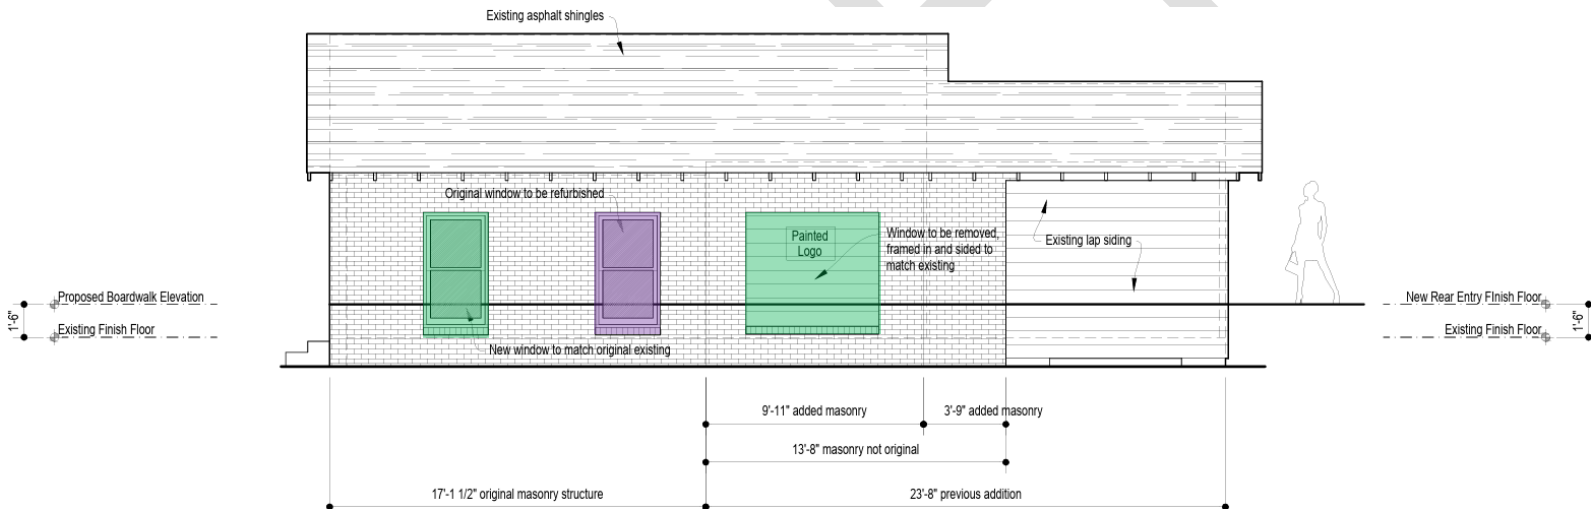 Existing asphalt shingles
Original window to be refurbished
Painted
Logo
Window to be removed,
framed in and sided to
match existing
Existing lap siding
Proposed Boardwalk Elevation
1'-6"
Existing Finish Floor
New Rear Entry FInish Floor
1'-6"
Existing Finish Floor
New window to match original existing
9'-11" added masonry
3'-9" added masonry
13'-8" masonry not original
17'-1 1/2" original masonry structure
23'-8" previous addition